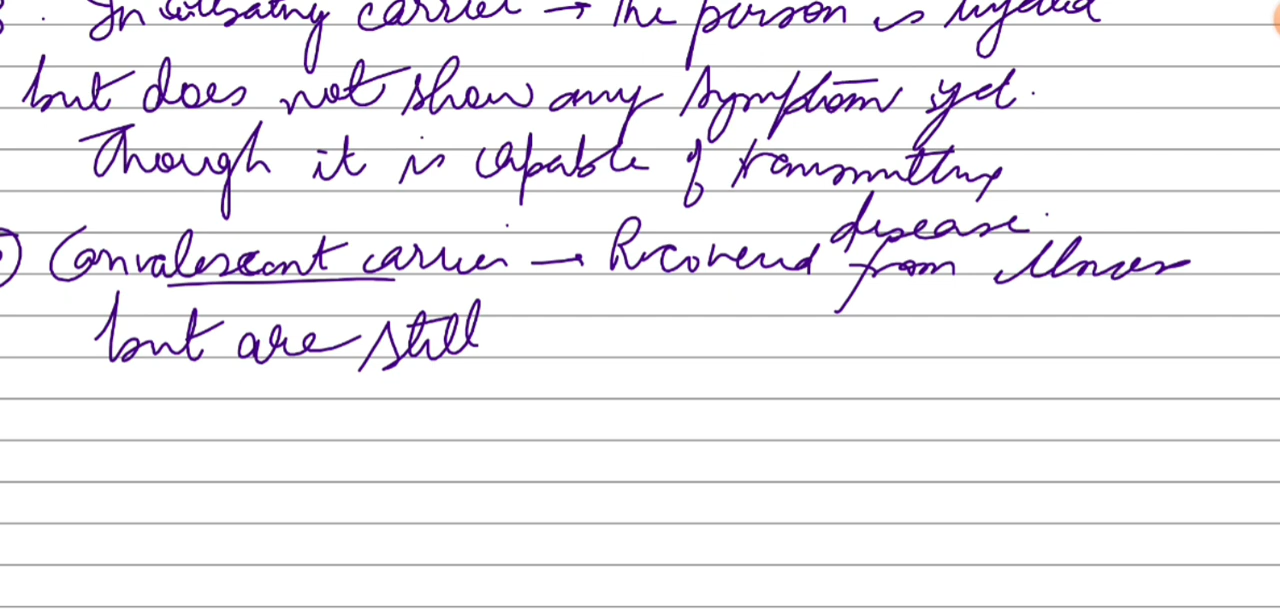 Incubating carrier → The person is infected
but does not show any symptom yet.
Though it is capable of transmitting
disease.
Convalescent carrier → Recovered from illness
but are still